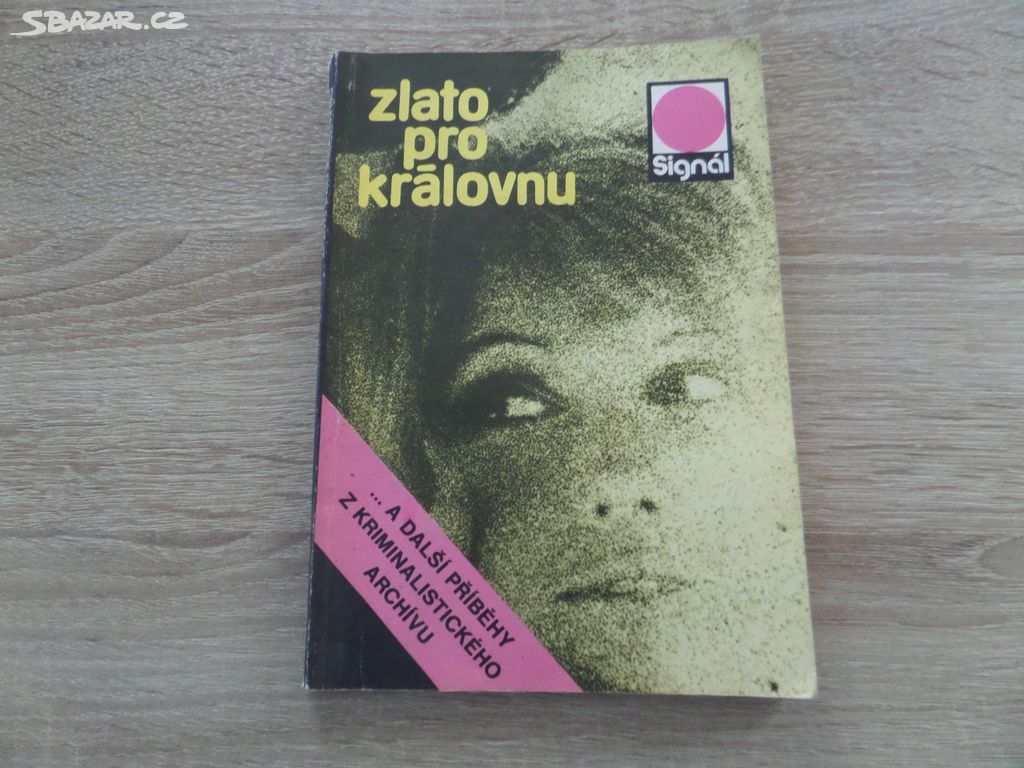 SBAZAR.CZ
zlato
pro
královnu
Signál
... A DALŠÍ PŘÍBĚHY
Z KRIMINALISTICKÉHO
ARCHÍVU